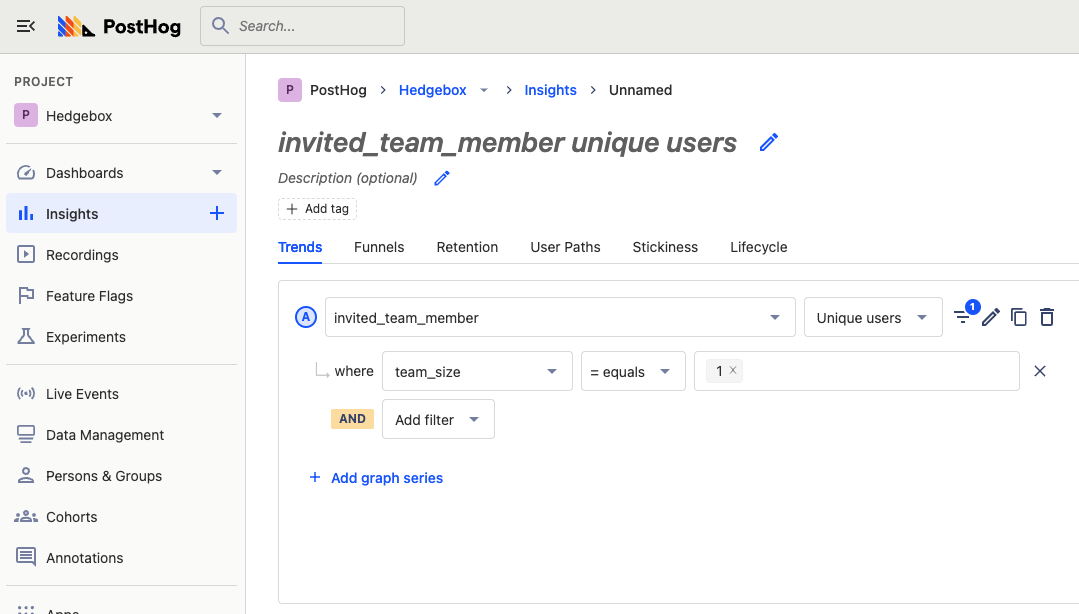 PostHog
Search...
PROJECT
P Hedgebox
Dashboards
Insights
Recordings
Feature Flags
Experiments
Live Events
Data Management
Persons & Groups
Cohorts
Annotations
Apps
P PostHog > Hedgebox > Insights > Unnamed
invited_team_member unique users
Description (optional)
+ Add tag
Trends Funnels Retention User Paths Stickiness Lifecycle
A invited_team_member Unique users 1
where team_size = equals 1 ×
AND Add filter
+ Add graph series